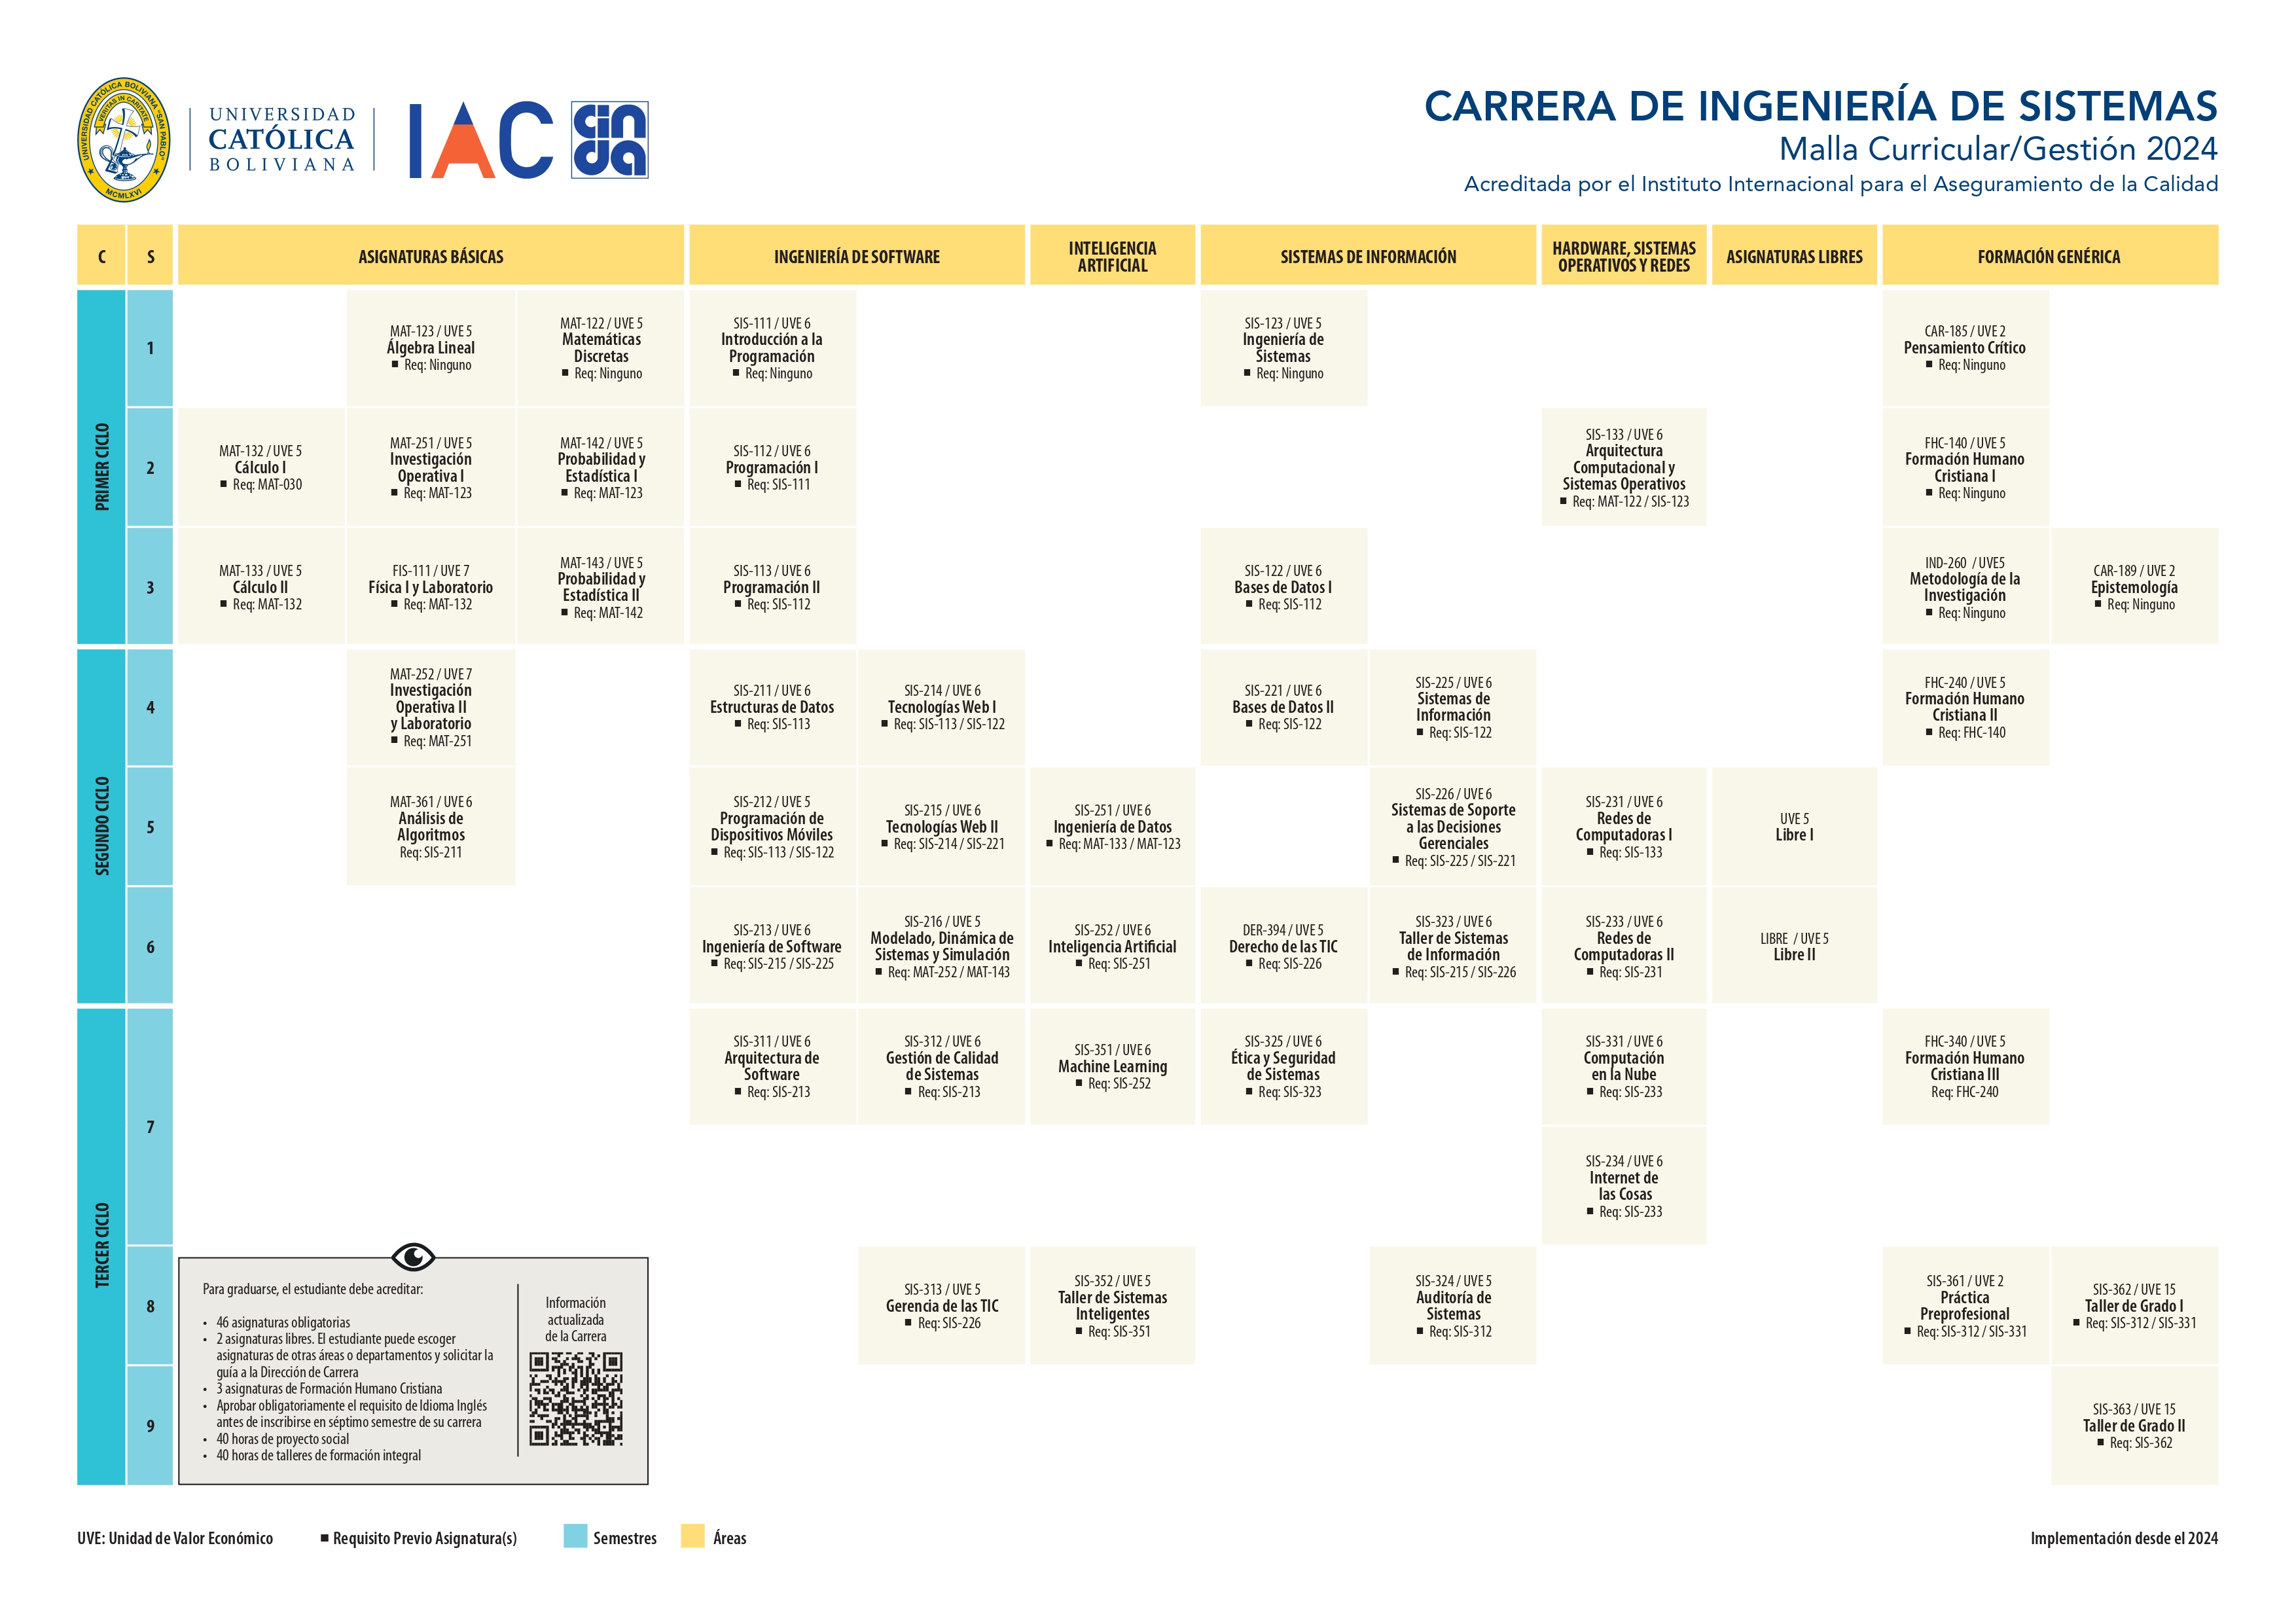 UNIVERSIDAD CATÓLICA BOLIVIANA "SAN PABLO"
VERITAS IN CARITATE
MCMLXVI
UNIVERSIDAD
CATÓLICA
BOLIVIANA
IAC
cinda
CARRERA DE INGENIERÍA DE SISTEMAS
Malla Curricular/Gestión 2024
Acreditada por el Instituto Internacional para el Aseguramiento de la Calidad
C
S
ASIGNATURAS BÁSICAS
INGENIERÍA DE SOFTWARE
INTELIGENCIA
ARTIFICIAL
SISTEMAS DE INFORMACIÓN
HARDWARE, SISTEMAS
OPERATIVOS Y REDES
ASIGNATURAS LIBRES
FORMACIÓN GENÉRICA
PRIMER CICLO
1
MAT-123 / UVE 5
Álgebra Lineal
■ Req: Ninguno
MAT-122 / UVE 5
Matemáticas
Discretas
■ Req: Ninguno
SIS-111 / UVE 6
Introducción a la
Programación
■ Req: Ninguno
SIS-123 / UVE 5
Ingeniería de
Sistemas
■ Req: Ninguno
CAR-185 / UVE 2
Pensamiento Crítico
■ Req: Ninguno
2
MAT-132 / UVE 5
Cálculo I
■ Req: MAT-030
MAT-251 / UVE 5
Investigación
Operativa I
■ Req: MAT-123
MAT-142 / UVE 5
Probabilidad y
Estadística I
■ Req: MAT-123
SIS-112 / UVE 6
Programación I
■ Req: SIS-111
SIS-133 / UVE 6
Arquitectura
Computacional y
Sistemas Operativos
■ Req: MAT-122 / SIS-123
FHC-140 / UVE 5
Formación Humano
Cristiana I
■ Req: Ninguno
3
MAT-133 / UVE 5
Cálculo II
■ Req: MAT-132
FIS-111 / UVE 7
Física I y Laboratorio
■ Req: MAT-132
MAT-143 / UVE 5
Probabilidad y
Estadística II
■ Req: MAT-142
SIS-113 / UVE 6
Programación II
■ Req: SIS-112
SIS-122 / UVE 6
Bases de Datos I
■ Req: SIS-112
IND-260 / UVE5
Metodología de la
Investigación
■ Req: Ninguno
CAR-189 / UVE 2
Epistemología
■ Req: Ninguno
SEGUNDO CICLO
4
MAT-252 / UVE 7
Investigación
Operativa II
y Laboratorio
■ Req: MAT-251
SIS-211 / UVE 6
Estructuras de Datos
■ Req: SIS-113
SIS-214 / UVE 6
Tecnologías Web I
■ Req: SIS-113 / SIS-122
SIS-221 / UVE 6
Bases de Datos II
■ Req: SIS-122
SIS-225 / UVE 6
Sistemas de
Información
■ Req: SIS-122
FHC-240 / UVE 5
Formación Humano
Cristiana II
■ Req: FHC-140
5
MAT-361 / UVE 6
Análisis de
Algoritmos
Req: SIS-211
SIS-212 / UVE 5
Programación de
Dispositivos Móviles
■ Req: SIS-113 / SIS-122
SIS-215 / UVE 6
Tecnologías Web II
■ Req: SIS-214 / SIS-221
SIS-251 / UVE 6
Ingeniería de Datos
■ Req: MAT-133 / MAT-123
SIS-226 / UVE 6
Sistemas de Soporte
a las Decisiones
Gerenciales
■ Req: SIS-225 / SIS-221
SIS-231 / UVE 6
Redes de
Computadoras I
■ Req: SIS-133
UVE 5
Libre I
6
SIS-213 / UVE 6
Ingeniería de Software
■ Req: SIS-215 / SIS-225
SIS-216 / UVE 5
Modelado, Dinámica de
Sistemas y Simulación
■ Req: MAT-252 / MAT-143
SIS-252 / UVE 6
Inteligencia Artificial
■ Req: SIS-251
DER-394 / UVE 5
Derecho de las TIC
■ Req: SIS-226
SIS-323 / UVE 6
Taller de Sistemas
de Información
■ Req: SIS-215 / SIS-226
SIS-233 / UVE 6
Redes de
Computadoras II
■ Req: SIS-231
LIBRE / UVE 5
Libre II
TERCER CICLO
7
SIS-311 / UVE 6
Arquitectura de
Software
■ Req: SIS-213
SIS-312 / UVE 6
Gestión de Calidad
de Sistemas
■ Req: SIS-213
SIS-351 / UVE 6
Machine Learning
■ Req: SIS-252
SIS-325 / UVE 6
Ética y Seguridad
de Sistemas
■ Req: SIS-323
SIS-331 / UVE 6
Computación
en la Nube
■ Req: SIS-233
FHC-340 / UVE 5
Formación Humano
Cristiana III
Req: FHC-240
SIS-234 / UVE 6
Internet de
las Cosas
■ Req: SIS-233
8
SIS-313 / UVE 5
Gerencia de las TIC
■ Req: SIS-226
SIS-352 / UVE 5
Taller de Sistemas
Inteligentes
■ Req: SIS-351
SIS-324 / UVE 5
Auditoría de
Sistemas
■ Req: SIS-312
SIS-361 / UVE 2
Práctica
Preprofesional
■ Req: SIS-312 / SIS-331
SIS-362 / UVE 15
Taller de Grado I
■ Req: SIS-312 / SIS-331
9
SIS-363 / UVE 15
Taller de Grado II
■ Req: SIS-362
Para graduarse, el estudiante debe acreditar:
• 46 asignaturas obligatorias
• 2 asignaturas libres. El estudiante puede escoger
asignaturas de otras áreas o departamentos y solicitar la
guía a la Dirección de Carrera
• 3 asignaturas de Formación Humano Cristiana
• Aprobar obligatoriamente el requisito de Idioma Inglés
antes de inscribirse en séptimo semestre de su carrera
• 40 horas de proyecto social
• 40 horas de talleres de formación integral
Información
actualizada
de la Carrera
UVE: Unidad de Valor Económico
■ Requisito Previo Asignatura(s)
Semestres
Áreas
Implementación desde el 2024